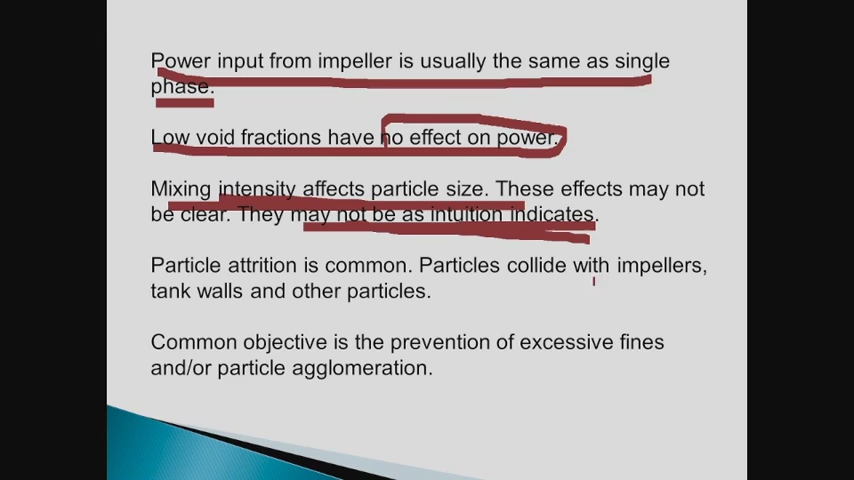 Power input from impeller is usually the same as single
phase.
Low void fractions have no effect on power.
Mixing intensity affects particle size. These effects may not
be clear. They may not be as intuition indicates.
Particle attrition is common. Particles collide with impellers,
tank walls and other particles.
Common objective is the prevention of excessive fines
and/or particle agglomeration.